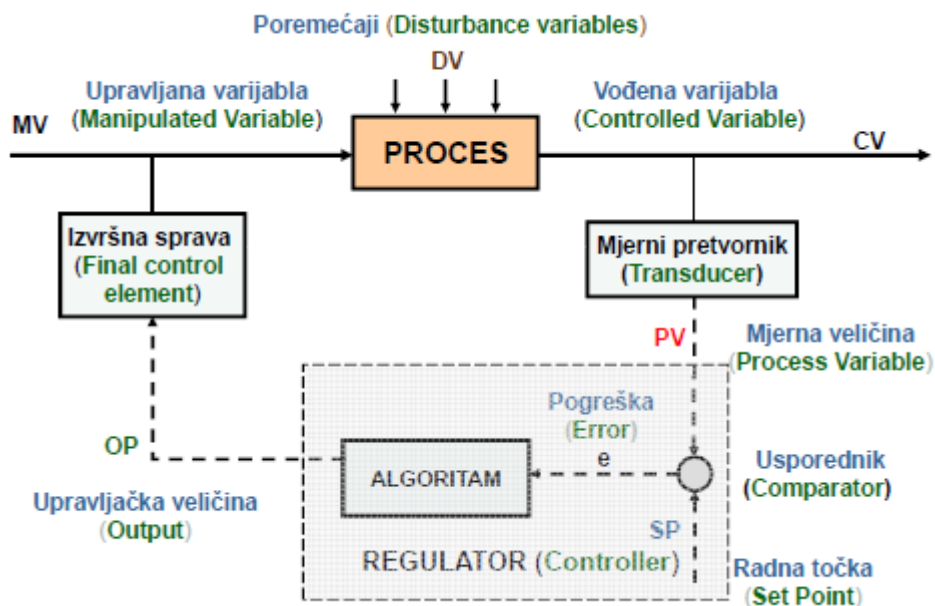 Poremećaji (Disturbance variables)
DV
Upravljana varijabla
(Manipulated Variable)
MV
PROCES
Vođena varijabla
(Controlled Variable)
CV
Izvršna sprava
(Final control
element)
Mjerni pretvornik
(Transducer)
PV
Mjerna veličina
(Process Variable)
Pogreška
(Error)
e
OP
ALGORITAM
Usporednik
(Comparator)
Upravljačka veličina
(Output)
SP
REGULATOR (Controller)
Radna točka
(Set Point)